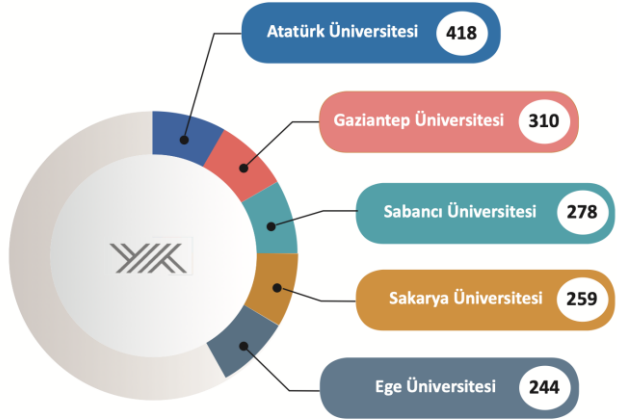 Atatürk Üniversitesi 418
Gaziantep Üniversitesi 310
Sabancı Üniversitesi 278
Sakarya Üniversitesi 259
Ege Üniversitesi 244